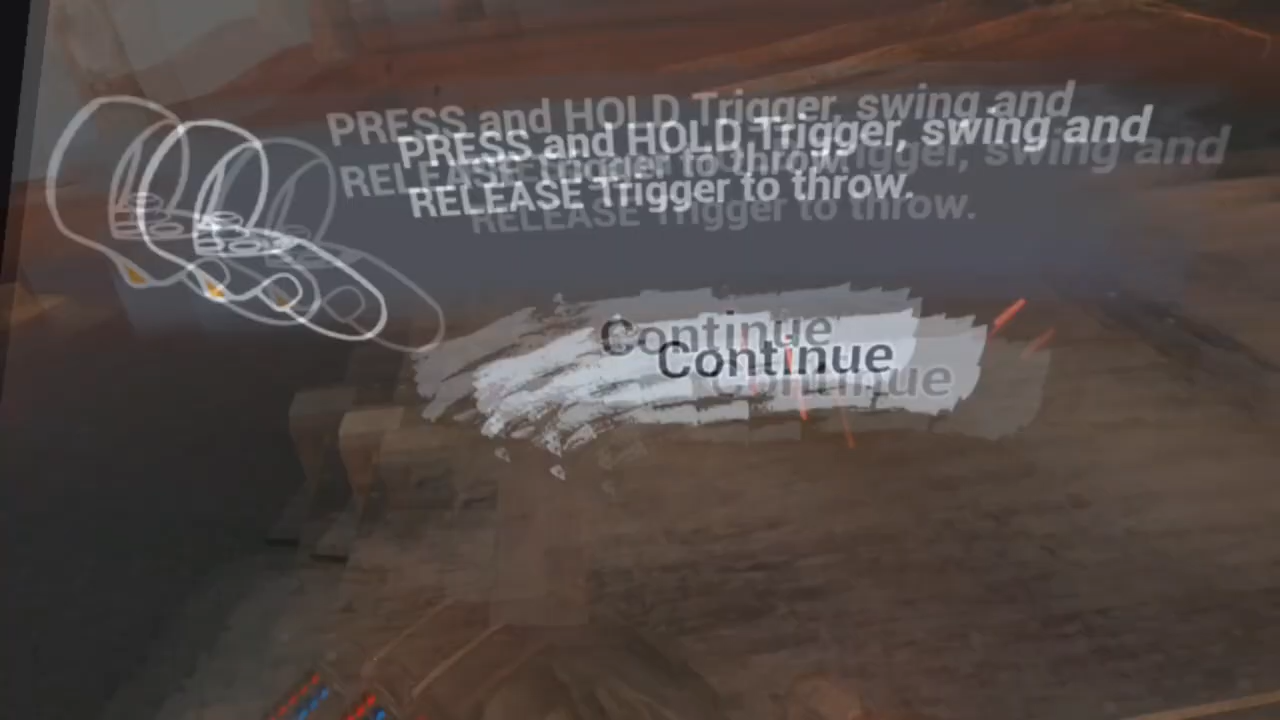 PRESS and HOLD Trigger, swing and
RELEASE Trigger to throw.
Continue